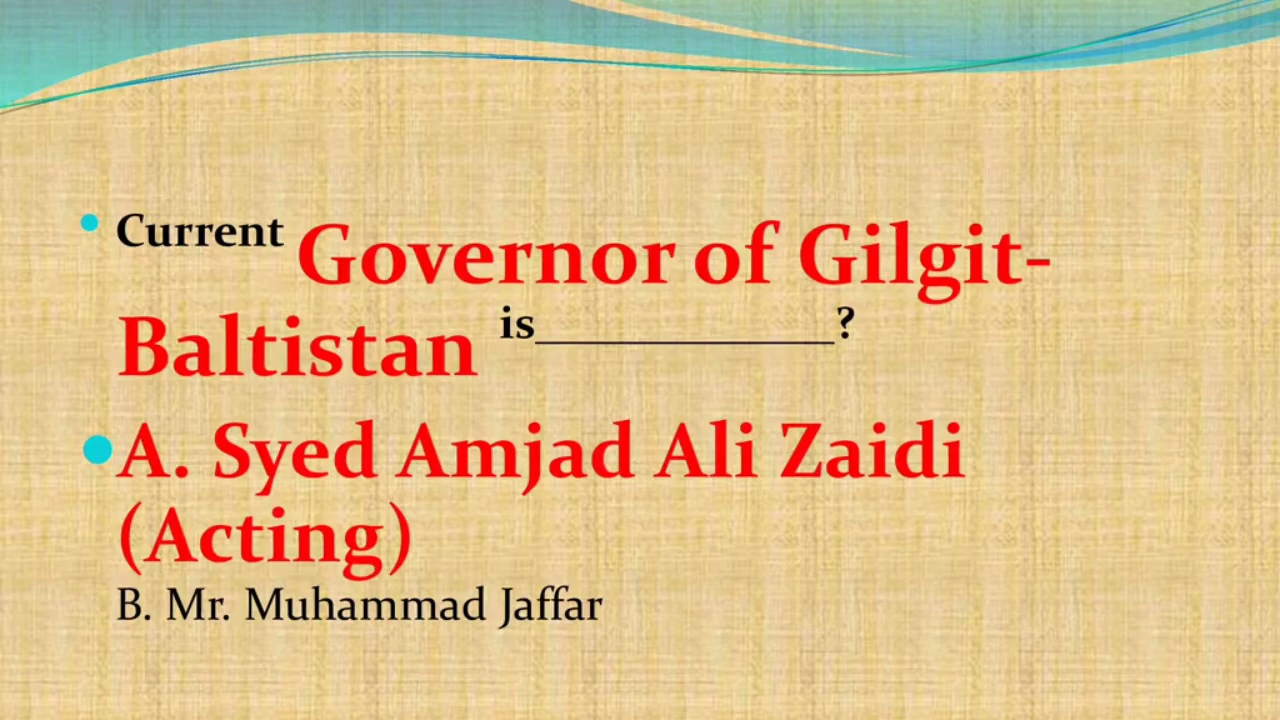 Current Governor of Gilgit-
Baltistan is_____________?
A. Syed Amjad Ali Zaidi
(Acting)
B. Mr. Muhammad Jaffar